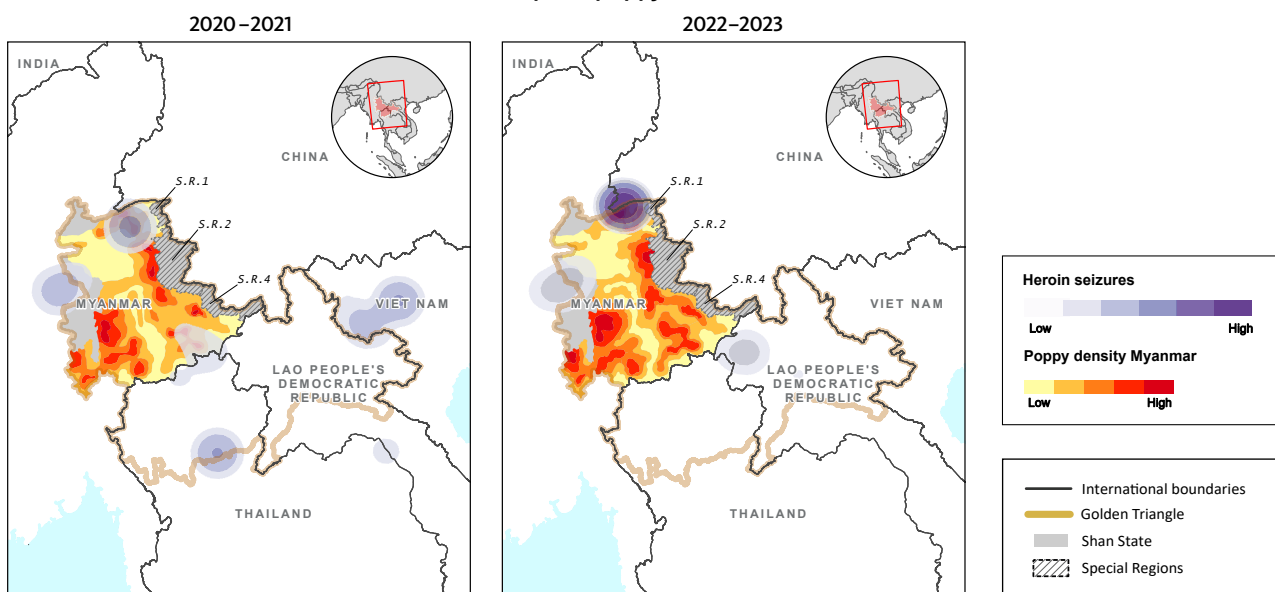 2020–2021
2022–2023
INDIA
CHINA
S.R.1
S.R.2
S.R.4
MYANMAR
VIET NAM
LAO PEOPLE'S
DEMOCRATIC
REPUBLIC
THAILAND
INDIA
CHINA
S.R.1
S.R.2
S.R.4
MYANMAR
VIET NAM
LAO PEOPLE'S
DEMOCRATIC
REPUBLIC
THAILAND
Heroin seizures
Low High
Poppy density Myanmar
Low High
International boundaries
Golden Triangle
Shan State
Special Regions